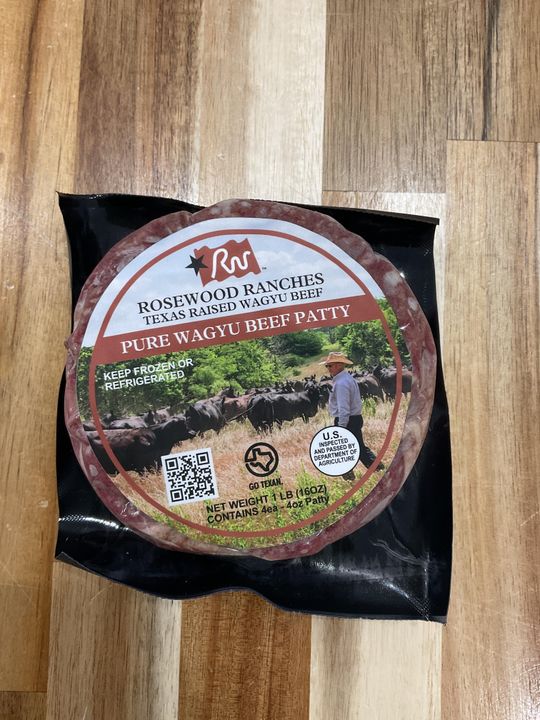 RW
ROSEWOOD RANCHES
TEXAS RAISED WAGYU BEEF
PURE WAGYU BEEF PATTY
KEEP FROZEN OR
REFRIGERATED
U.S.
INSPECTED
AND PASSED BY
DEPARTMENT OF
AGRICULTURE
GO TEXAN.
NET WEIGHT 1 LB (16OZ)
CONTAINS 4ea - 4oz Patty